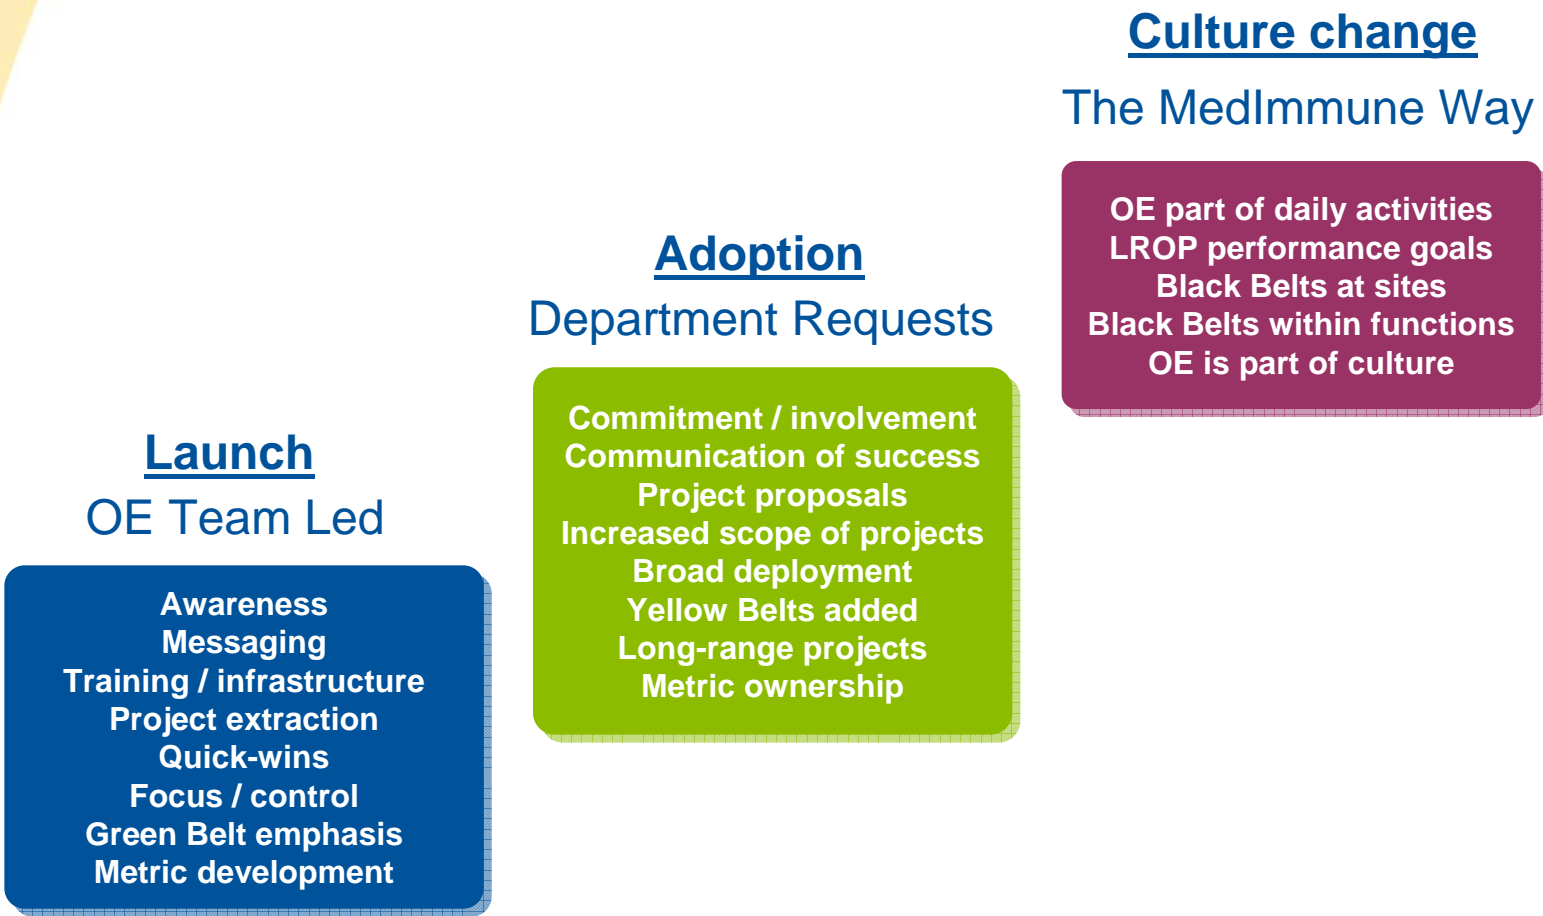 Launch
OE Team Led
Awareness
Messaging
Training / infrastructure
Project extraction
Quick-wins
Focus / control
Green Belt emphasis
Metric development
Adoption
Department Requests
Commitment / involvement
Communication of success
Project proposals
Increased scope of projects
Broad deployment
Yellow Belts added
Long-range projects
Metric ownership
Culture change
The MedImmune Way
OE part of daily activities
LROP performance goals
Black Belts at sites
Black Belts within functions
OE is part of culture